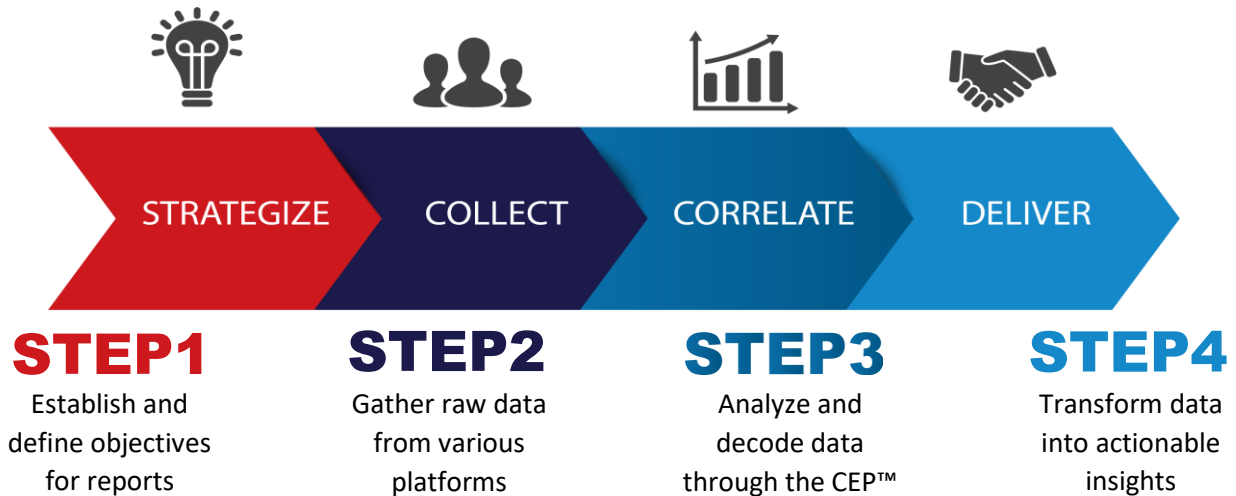 STRATEGIZE
COLLECT
CORRELATE
DELIVER
STEP1
Establish and
define objectives
for reports
STEP2
Gather raw data
from various
platforms
STEP3
Analyze and
decode data
through the CEP™
STEP4
Transform data
into actionable
insights